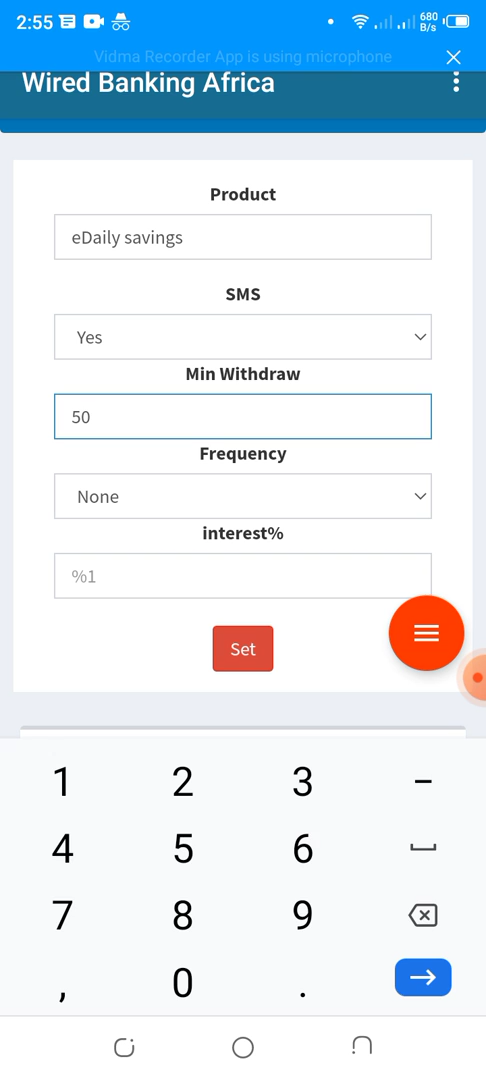 2:55
680
B/s
Vidma Recorder App is using microphone
Wired Banking Africa
Product
eDaily savings
SMS
Yes
Min Withdraw
50
Frequency
None
interest%
%1
Set
1 2 3 -
4 5 6
7 8 9
, 0 .